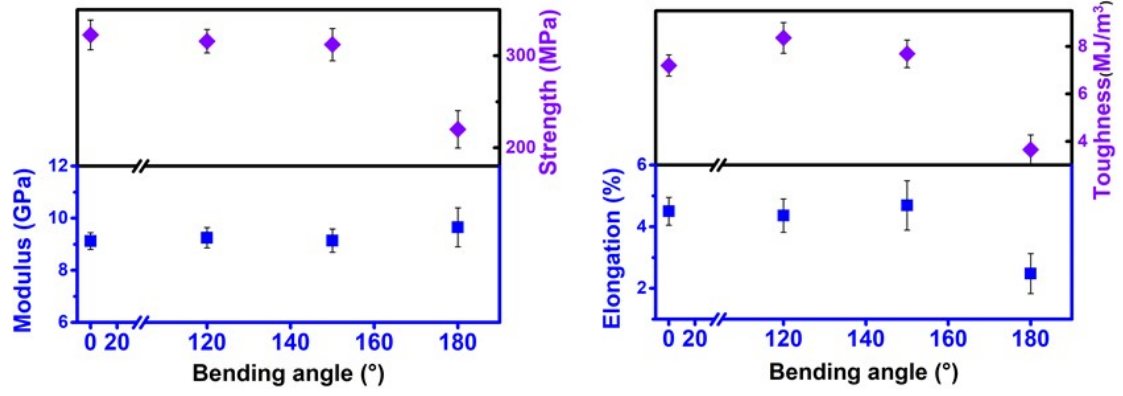 300
200
Strength (MPa)
12
10
8
6
Modulus (GPa)
0 20 120 140 160 180
Bending angle (°)
8
6
4
Toughness(MJ/m³)
6
4
2
Elongation (%)
0 20 120 140 160 180
Bending angle (°)